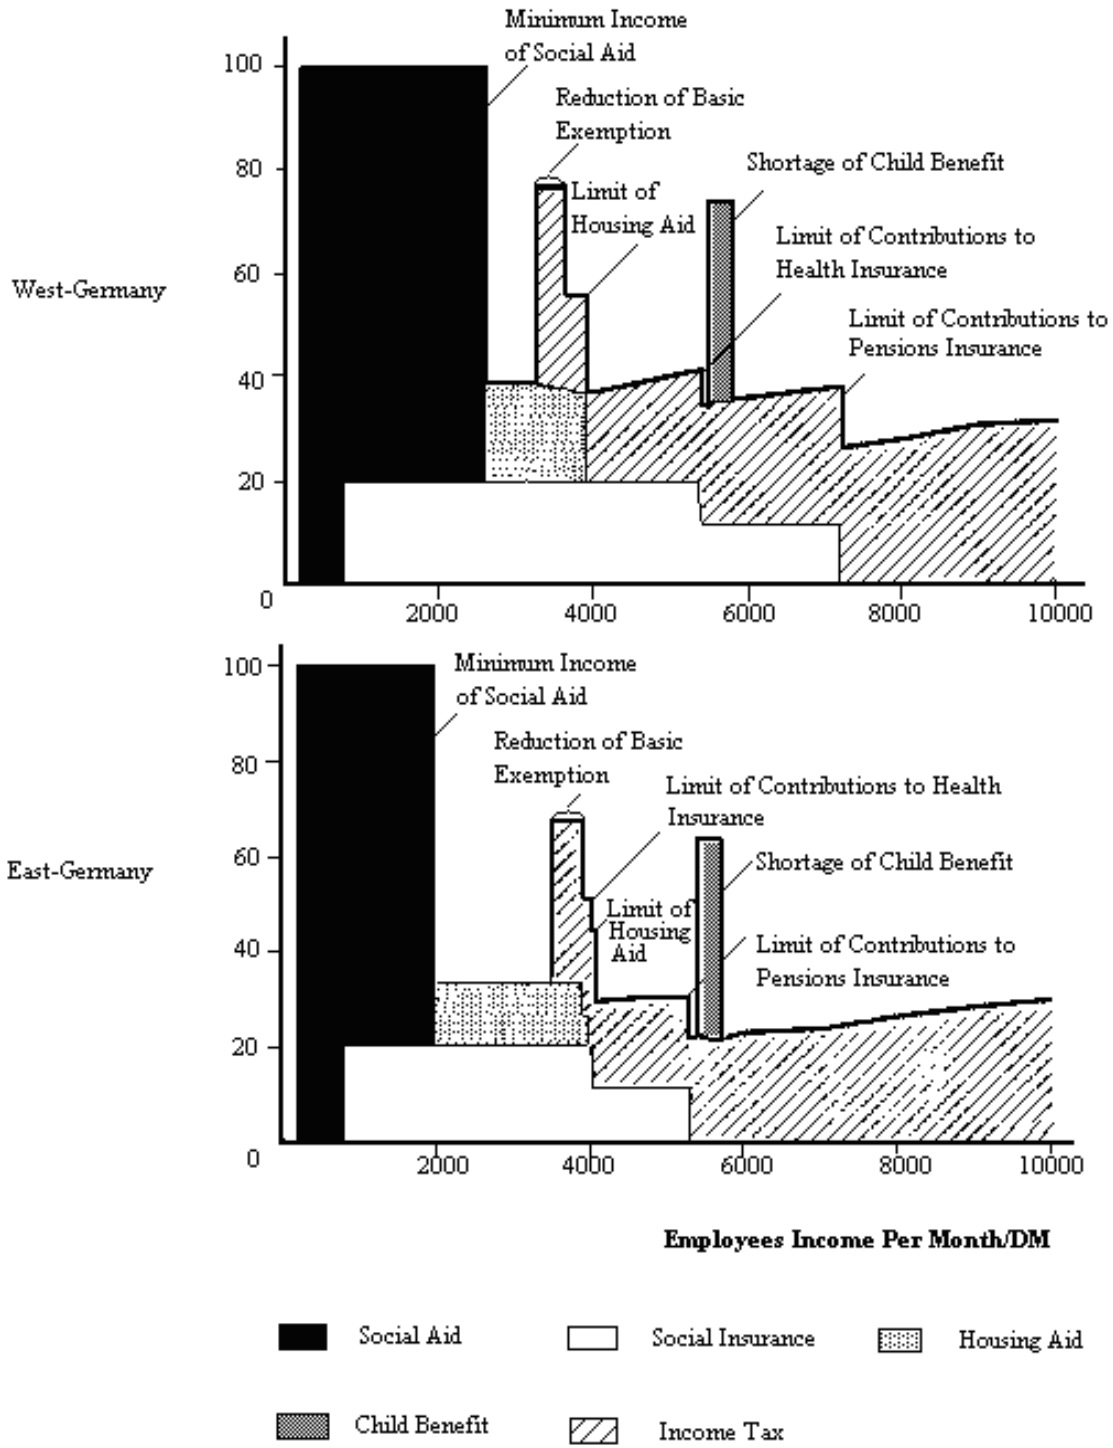 Minimum Income
of Social Aid
100
Reduction of Basic
Exemption
80
Shortage of Child Benefit
Limit of
Housing Aid
Limit of Contributions to
Health Insurance
60
West-Germany
Limit of Contributions to
Pensions Insurance
40
20
0
2000
4000
6000
8000
10000
100
Minimum Income
of Social Aid
Reduction of Basic
Exemption
80
Limit of Contributions to Health
Insurance
60
East-Germany
Shortage of Child Benefit
Limit of
Housing
Aid
40
Limit of Contributions to
Pensions Insurance
20
0
2000
4000
6000
8000
10000
Employees Income Per Month/DM
Social Aid
Social Insurance
Housing Aid
Child Benefit
Income Tax